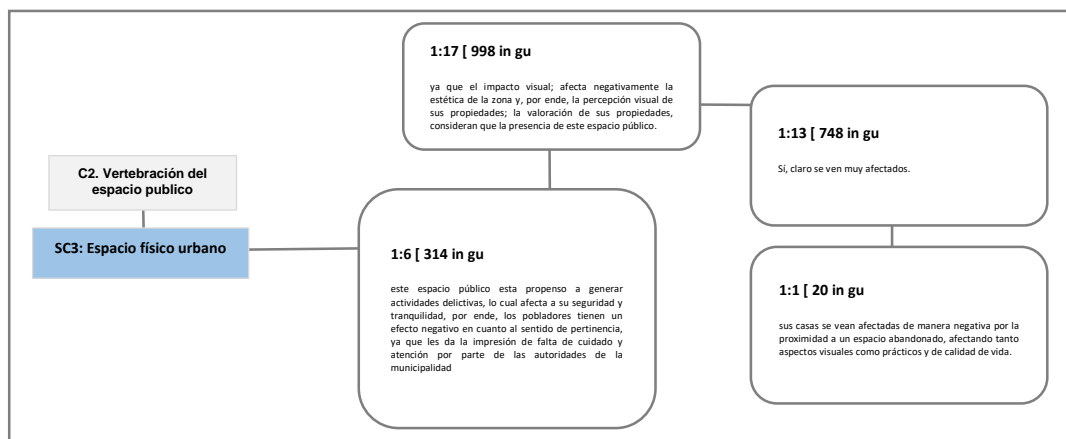 C2. Vertebración del
espacio publico
SC3: Espacio físico urbano
1:6 [ 314 in gu
este espacio público esta propenso a generar
actividades delictivas, lo cual afecta a su seguridad y
tranquilidad, por ende, los pobladores tienen un
efecto negativo en cuanto al sentido de pertinencia,
ya que les da la impresión de falta de cuidado y
atención por parte de las autoridades de la
municipalidad
1:17 [ 998 in gu
ya que el impacto visual; afecta negativamente la
estética de la zona y, por ende, la percepción visual de
sus propiedades; la valoración de sus propiedades,
consideran que la presencia de este espacio público.
1:13 [ 748 in gu
Sí, claro se ven muy afectados.
1:1 [ 20 in gu
sus casas se vean afectadas de manera negativa por la
proximidad a un espacio abandonado, afectando tanto
aspectos visuales como prácticos y de calidad de vida.